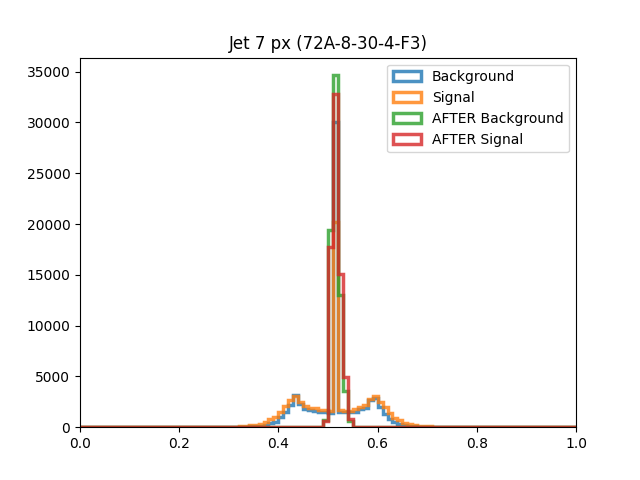 Jet 7 px (72A-8-30-4-F3)
Background
Signal
AFTER Background
AFTER Signal
35000
30000
25000
20000
15000
10000
5000
0
0.0 0.2 0.4 0.6 0.8 1.0